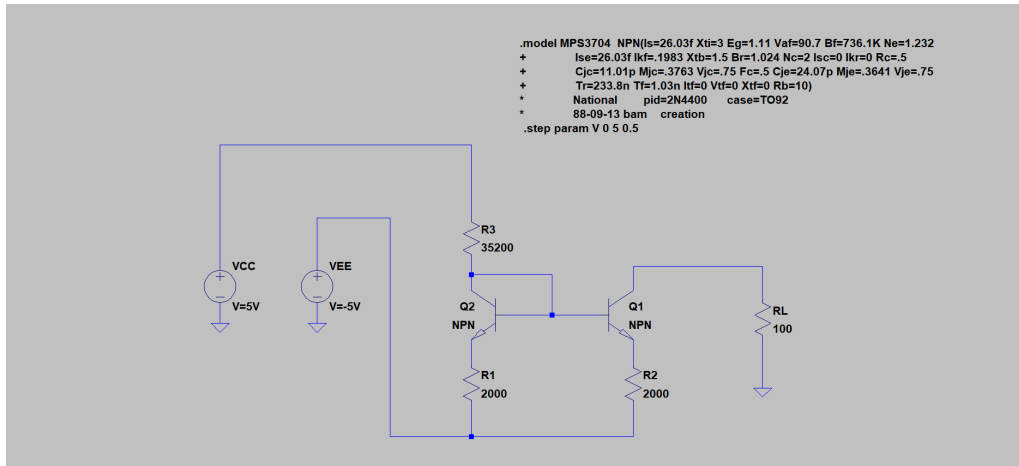 .model MPS3704 NPN(Is=26.03f Xti=3 Eg=1.11 Vaf=90.7 Bf=736.1K Ne=1.232
+ Ise=26.03f Ikf=.1983 Xtb=1.5 Br=1.024 Nc=2 Isc=0 Ikr=0 Rc=.5
+ Cjc=11.01p Mjc=.3763 Vjc=.75 Fc=.5 Cje=24.07p Mje=.3641 Vje=.75
+ Tr=233.8n Tf=1.03n Itf=0 Vtf=0 Xtf=0 Rb=10)
* National pid=2N4400 case=TO92
* 88-09-13 bam creation
.step param V 0 5 0.5
R3
35200
VCC
V=5V
VEE
V=-5V
Q2
NPN
Q1
NPN
RL
100
R1
2000
R2
2000